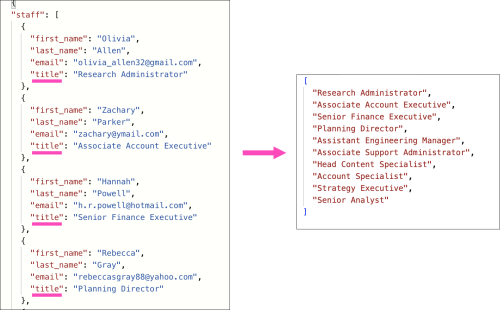 {
"staff": [
{
"first_name": "Olivia",
"last_name": "Allen",
"email": "olivia_allen32@gmail.com",
"title": "Research Administrator"
},
{
"first_name": "Zachary",
"last_name": "Parker",
"email": "zachary@ymail.com",
"title": "Associate Account Executive"
},
{
"first_name": "Hannah",
"last_name": "Powell",
"email": "h.r.powell@hotmail.com",
"title": "Senior Finance Executive"
},
{
"first_name": "Rebecca",
"last_name": "Gray",
"email": "rebeccasgray88@yahoo.com",
"title": "Planning Director"
},
{
[
"Research Administrator",
"Associate Account Executive",
"Senior Finance Executive",
"Planning Director",
"Assistant Engineering Manager",
"Associate Support Administrator",
"Head Content Specialist",
"Account Specialist",
"Strategy Executive",
"Senior Analyst"
]